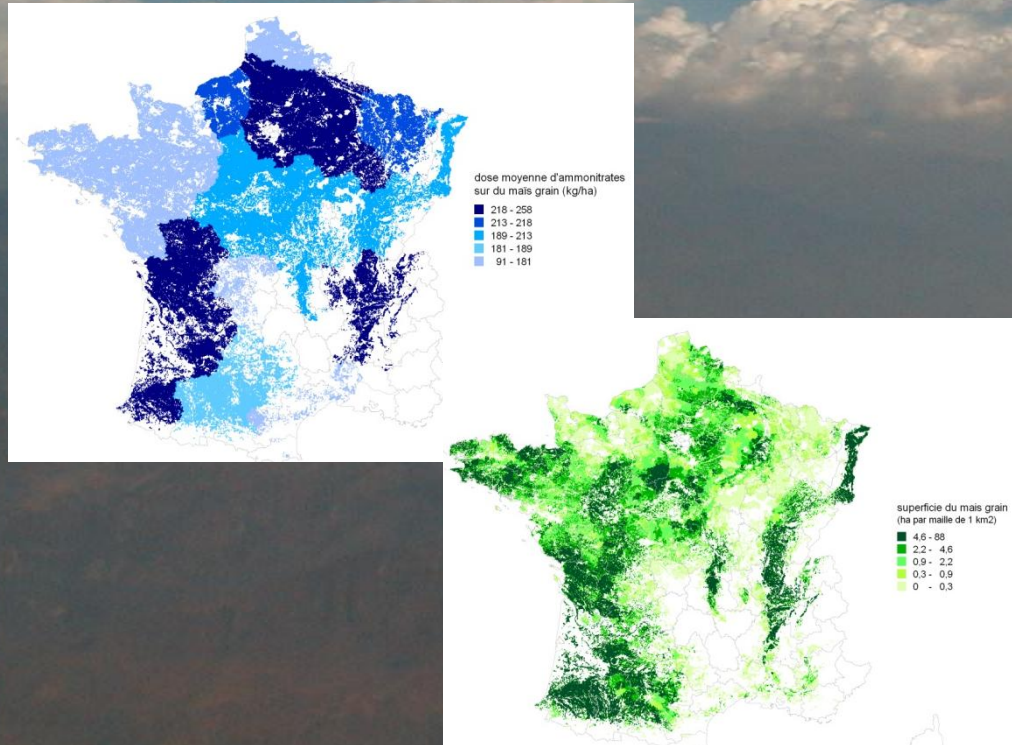 dose moyenne d'ammonitrates
sur du maïs grain (kg/ha)
218 - 258
213 - 218
189 - 213
181 - 189
91 - 181
superficie du mais grain
(ha par maille de 1 km2)
4,6 - 88
2,2 - 4,6
0,9 - 2,2
0,3 - 0,9
0 - 0,3